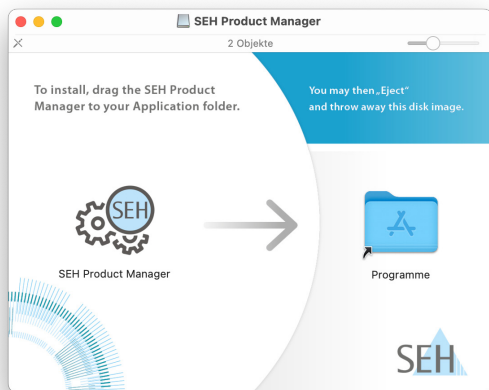 SEH Product Manager
2 Objekte
To install, drag the SEH Product
Manager to your Application folder.
You may then „Eject“
and throw away this disk image.
SEH
SEH Product Manager
Programme
SEH